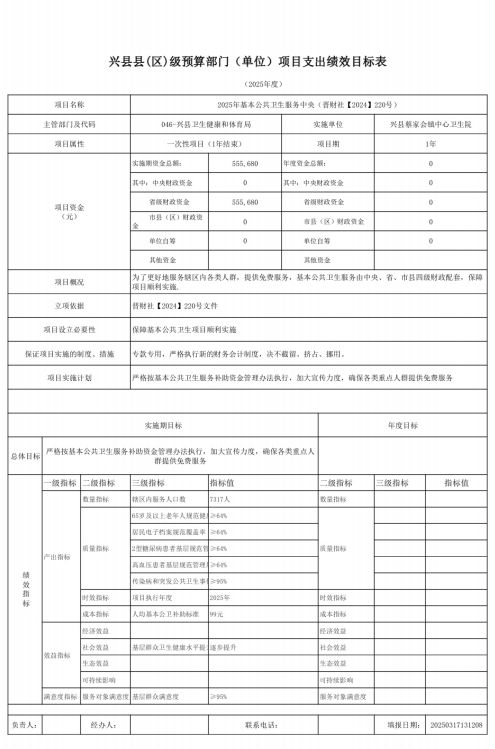 兴县县(区)级预算部门（单位）项目支出绩效目标表
（2025年度）
项目名称 2025年基本公共卫生服务中央（晋财社【2024】220号）
主管部门及代码 046-兴县卫生健康和体育局 实施单位 兴县蔡家会镇中心卫生院
项目属性 一次性项目（1年结束） 项目期 1年
项目资金（元）
实施期资金总额: 555,680 年度资金总额: 0
其中: 中央财政资金 0 其中: 中央财政资金 0
省级财政资金 555,680 省级财政资金 0
市县（区）财政资金 0 市县（区）财政资金 0
单位自筹 0 单位自筹 0
其他资金 其他资金
项目概况 为了更好地服务辖区内各类人群，提供免费服务，基本公共卫生服务由中央、省、市县四级财政配套，保障
项目顺利实施.
立项依据 晋财社【2024】220号文件
项目设立必要性 保障基本公共卫生项目顺利实施
保证项目实施的制度、措施 专款专用，严格执行新的财务会计制度，决不截留、挤占、挪用。
项目实施计划 严格按基本公共卫生服务补助资金管理办法执行，加大宣传力度，确保各类重点人群提供免费服务
实施期目标 年度目标
总体目标 严格按基本公共卫生服务补助资金管理办法执行，加大宣传力度，确保各类重点人
群提供免费服务
绩效指标
一级指标 二级指标 三级指标 指标值 二级指标 三级指标 指标值
产出指标
数量指标 辖区内服务人口数 7317人 数量指标
质量指标 65岁及以上老年人规范健 ≥64% 质量指标
居民电子档案规范覆盖率 ≥64%
2型糖尿病患者基层规范管 ≥64%
高血压患者基层规范管理 ≥64%
传染病和突发公共卫生事 ≥95%
时效指标 项目执行年度 2025年 时效指标
成本指标 人均基本公卫补助标准 99元 成本指标
效益指标
经济效益 经济效益
社会效益 基层群众卫生健康水平提 逐步提升 社会效益
生态效益 生态效益
可持续影响 可持续影响
满意度指标 服务对象满意度 基层群众满意度 ≥95% 服务对象满意度
负责人: 经办人: 联系电话: 填报日期: 20250317131208